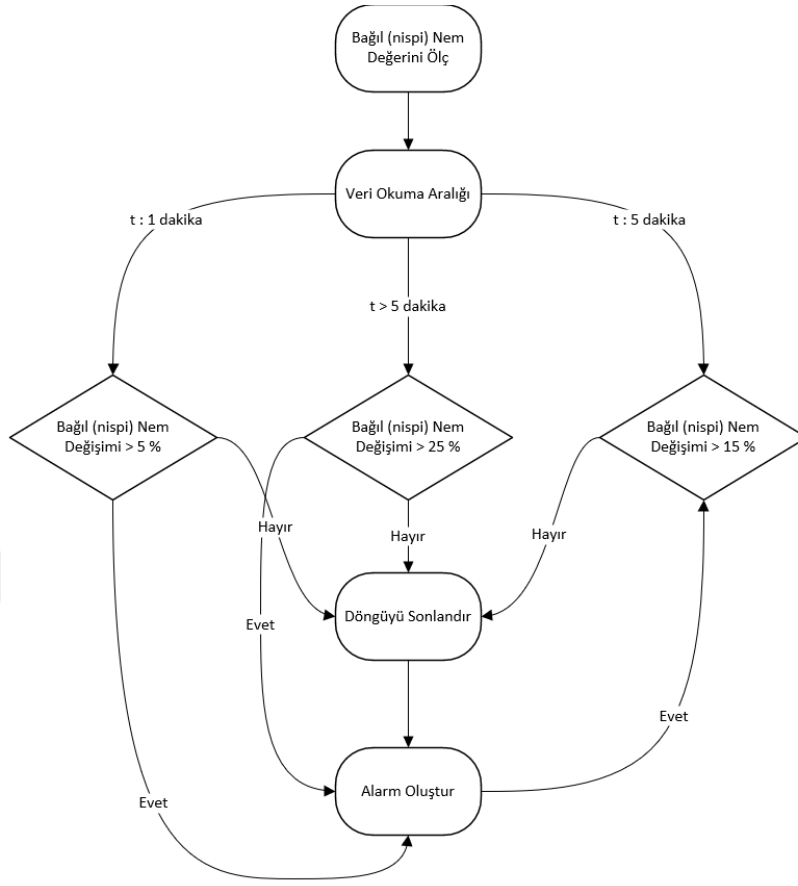 Bağıl (nispi) Nem
Değerini Ölç
Veri Okuma Aralığı
t : 1 dakika
t : 5 dakika
t > 5 dakika
Bağıl (nispi) Nem
Değişimi > 5 %
Bağıl (nispi) Nem
Değişimi > 25 %
Bağıl (nispi) Nem
Değişimi > 15 %
Hayır
Hayır
Hayır
Döngüyü Sonlandır
Evet
Evet
Alarm Oluştur
Evet